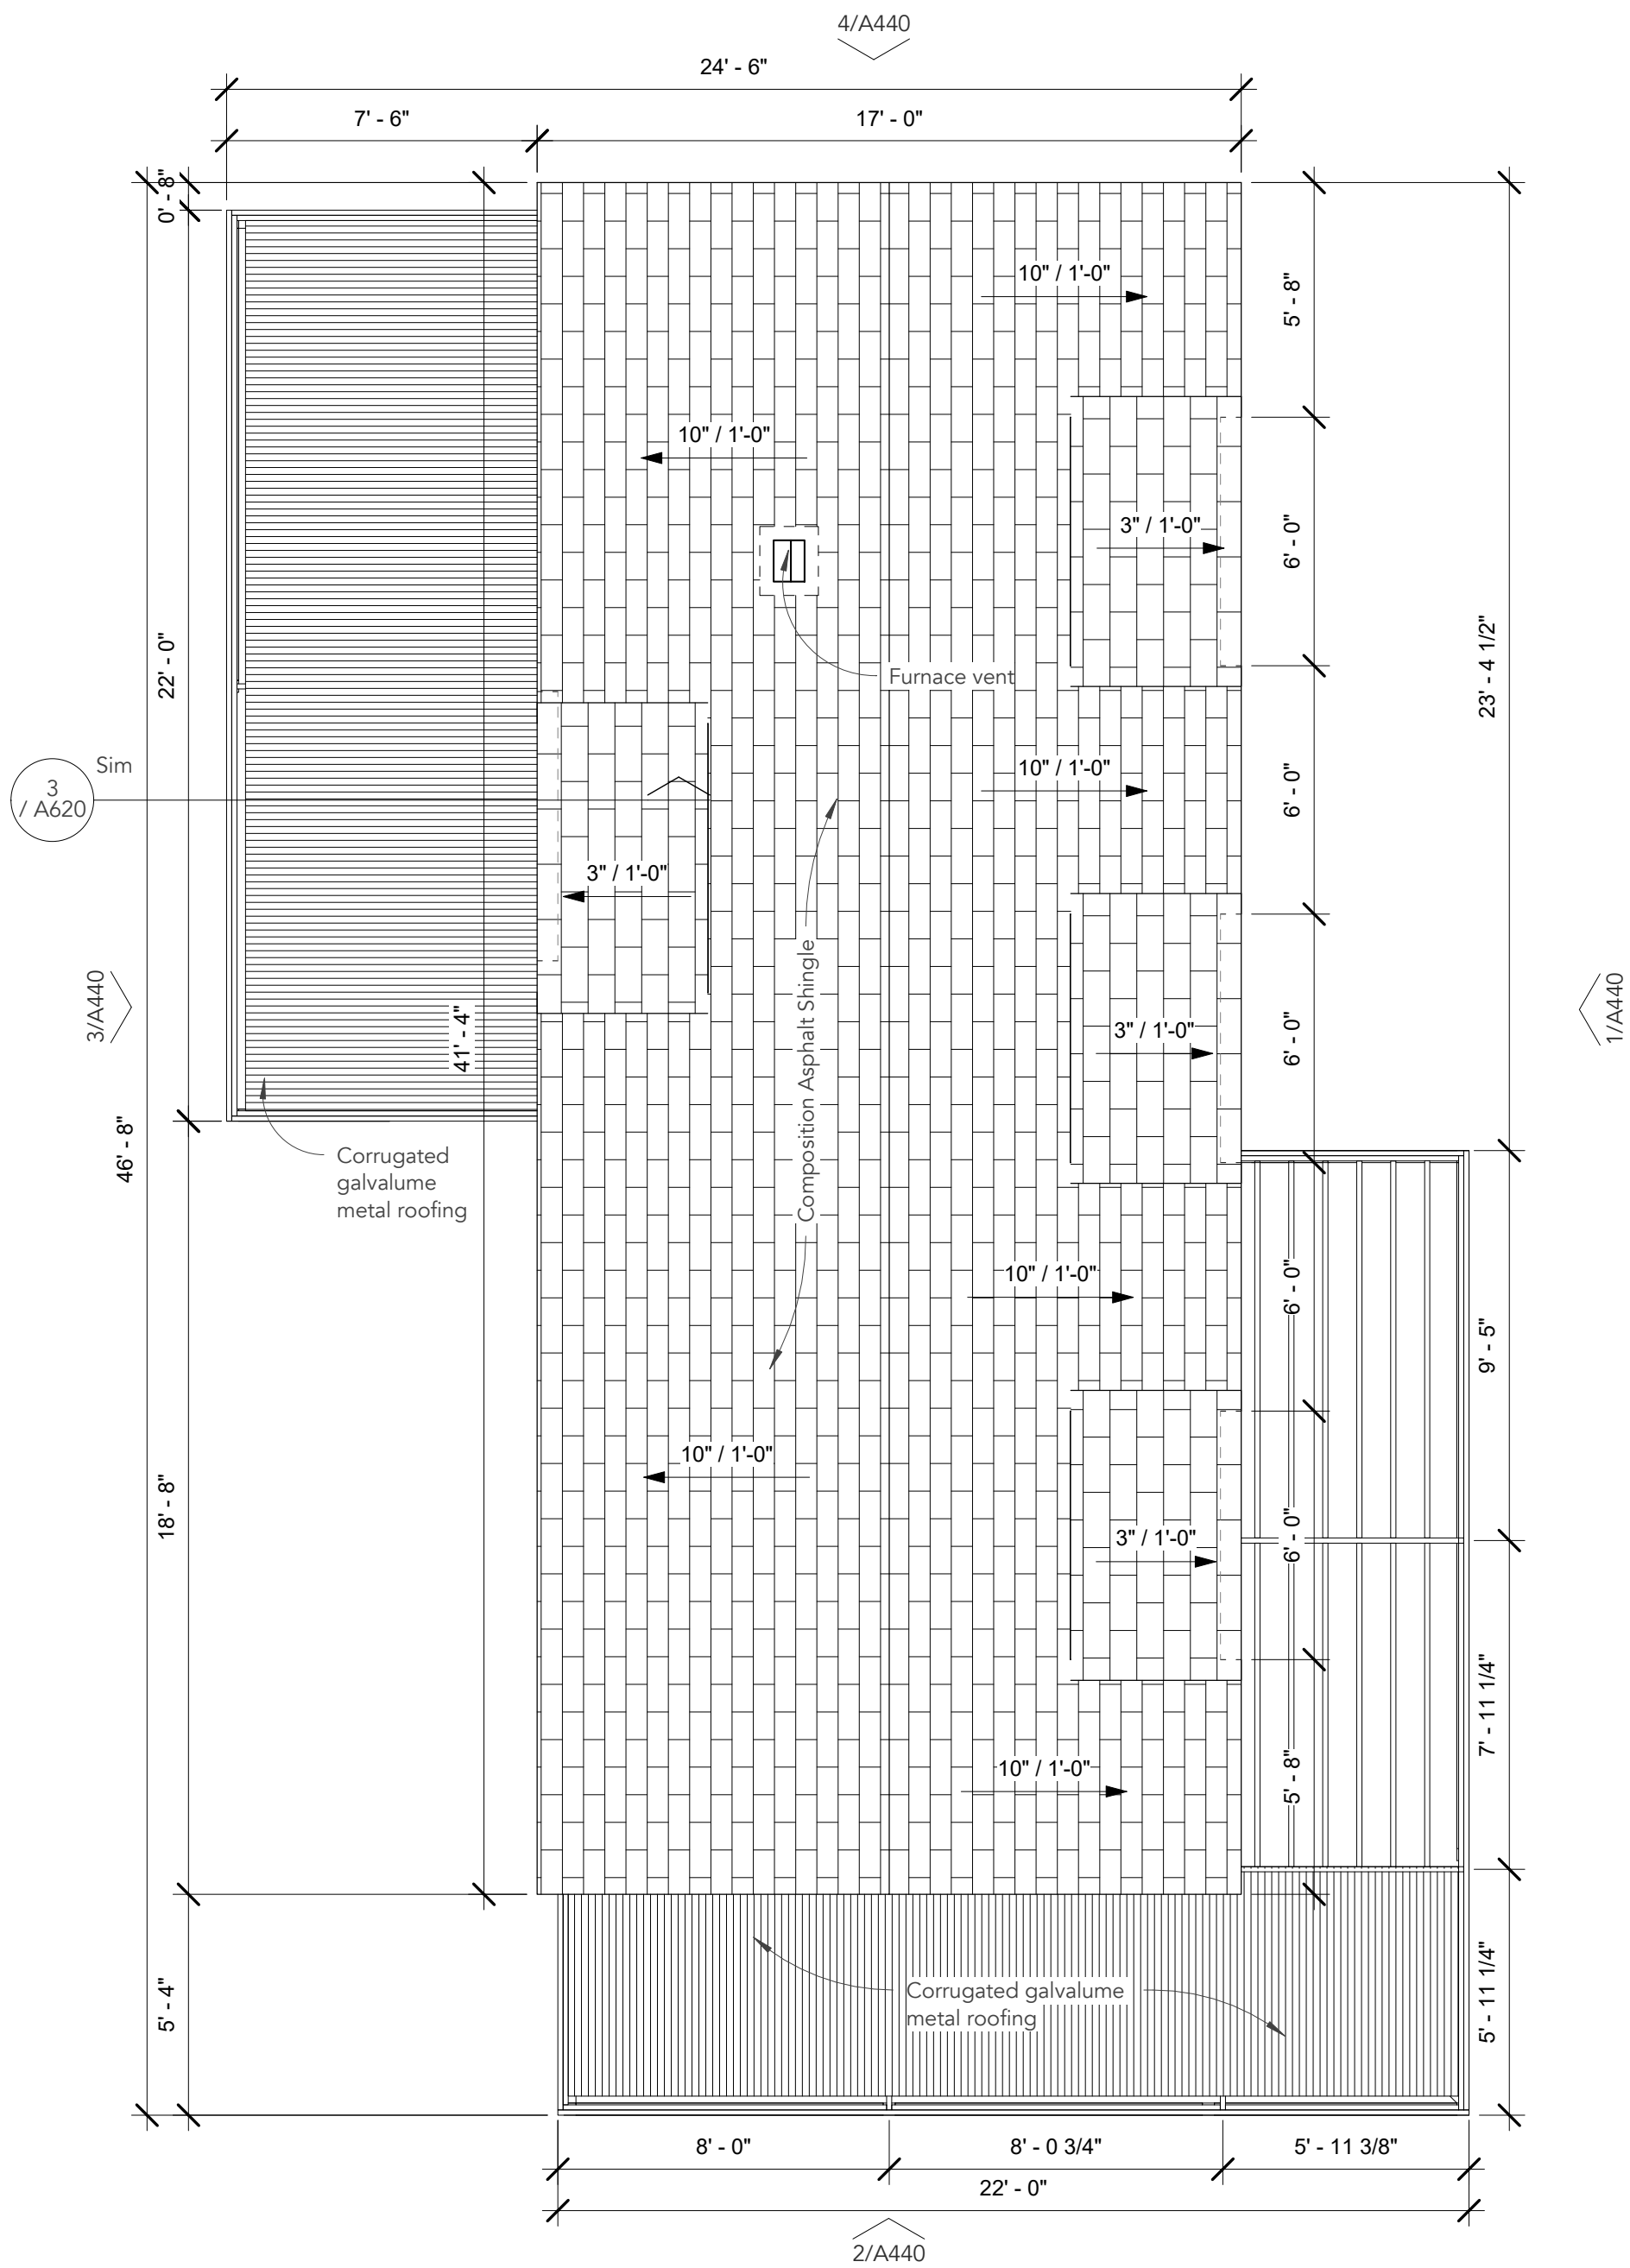 4/A440
24' - 6"
7' - 6"
17' - 0"
0' - 8"
10" / 1'-0"
5' - 8"
10" / 1'-0"
3" / 1'-0"
6' - 0"
22' - 0"
Furnace vent
23' - 4 1/2"
Sim
3
/ A620
10" / 1'-0"
6' - 0"
3" / 1'-0"
Composition Asphalt Shingle
3/A440
41' - 4"
3" / 1'-0"
6' - 0"
1/A440
46' - 8"
Corrugated
galvalume
metal roofing
10" / 1'-0"
6' - 0"
9' - 5"
10" / 1'-0"
18' - 8"
3" / 1'-0"
6' - 0"
7' - 11 1/4"
10" / 1'-0"
5' - 8"
5' - 4"
Corrugated galvalume
metal roofing
5' - 11 1/4"
8' - 0"
8' - 0 3/4"
5' - 11 3/8"
22' - 0"
2/A440